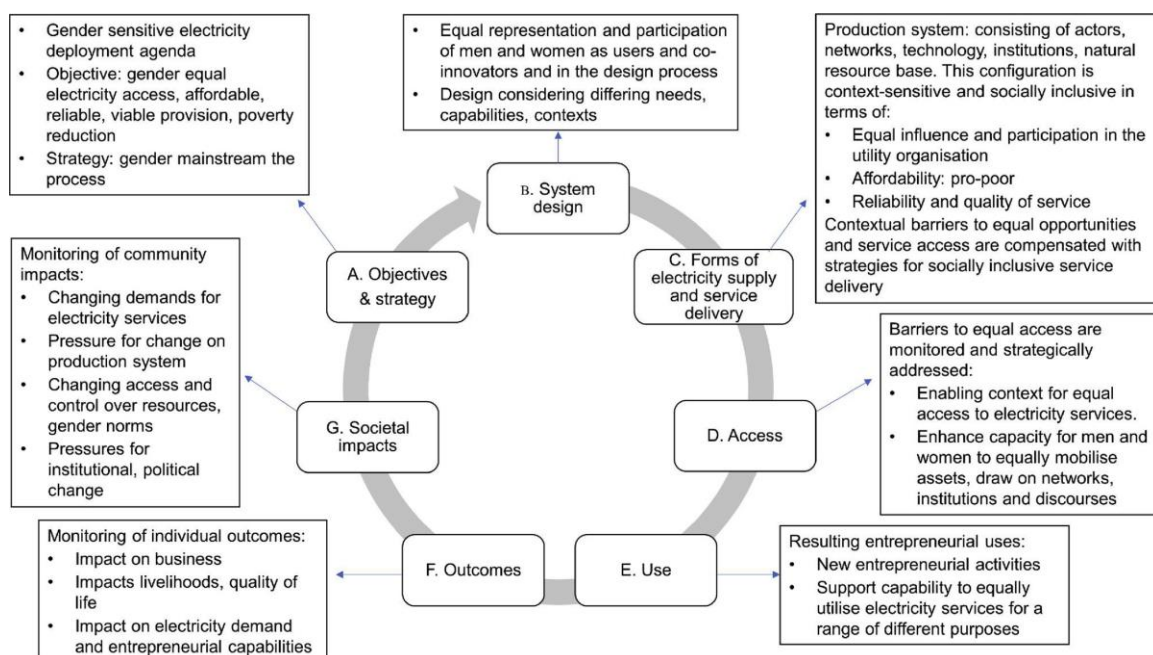 • Gender sensitive electricity
deployment agenda
• Objective: gender equal
electricity access, affordable,
reliable, viable provision, poverty
reduction
• Strategy: gender mainstream the
process
• Equal representation and participation
of men and women as users and co-
innovators and in the design process
• Design considering differing needs,
capabilities, contexts
Production system: consisting of actors,
networks, technology, institutions, natural
resource base. This configuration is
context-sensitive and socially inclusive in
terms of:
• Equal influence and participation in the
utility organisation
• Affordability: pro-poor
• Reliability and quality of service
Contextual barriers to equal opportunities
and service access are compensated with
strategies for socially inclusive service
delivery
B. System
design
A. Objectives
& strategy
C. Forms of
electricity supply
and service
delivery
Monitoring of community
impacts:
• Changing demands for
electricity services
• Pressure for change on
production system
• Changing access and
control over resources,
gender norms
• Pressures for
institutional, political
change
G. Societal
impacts
D. Access
Barriers to equal access are
monitored and strategically
addressed:
• Enabling context for equal
access to electricity services.
• Enhance capacity for men and
women to equally mobilise
assets, draw on networks,
institutions and discourses
Monitoring of individual outcomes:
• Impact on business
• Impacts livelihoods, quality of
life
• Impact on electricity demand
and entrepreneurial capabilities
F. Outcomes
E. Use
Resulting entrepreneurial uses:
• New entrepreneurial activities
• Support capability to equally
utilise electricity services for a
range of different purposes